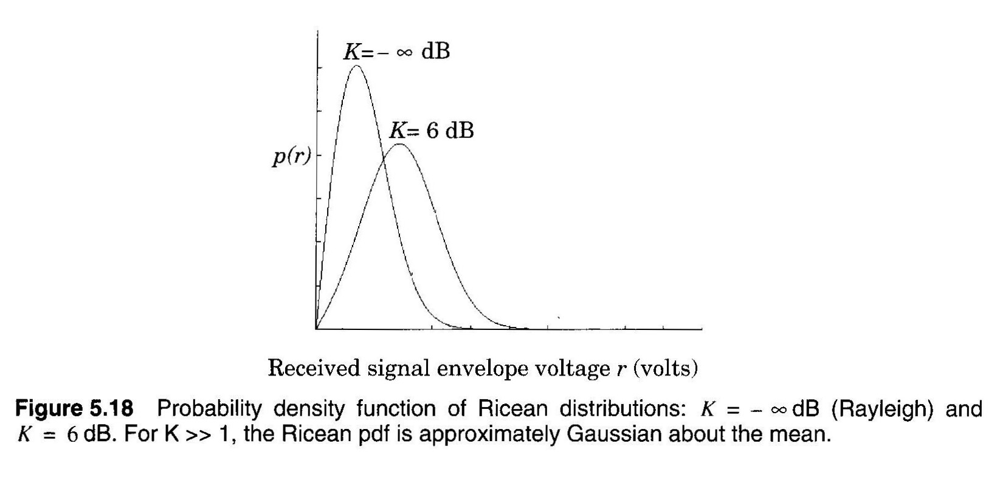 K=– ∞ dB
K= 6 dB
p(r)
Received signal envelope voltage r (volts)
Figure 5.18 Probability density function of Ricean distributions: K = – ∞ dB (Rayleigh) and
K = 6 dB. For K >> 1, the Ricean pdf is approximately Gaussian about the mean.